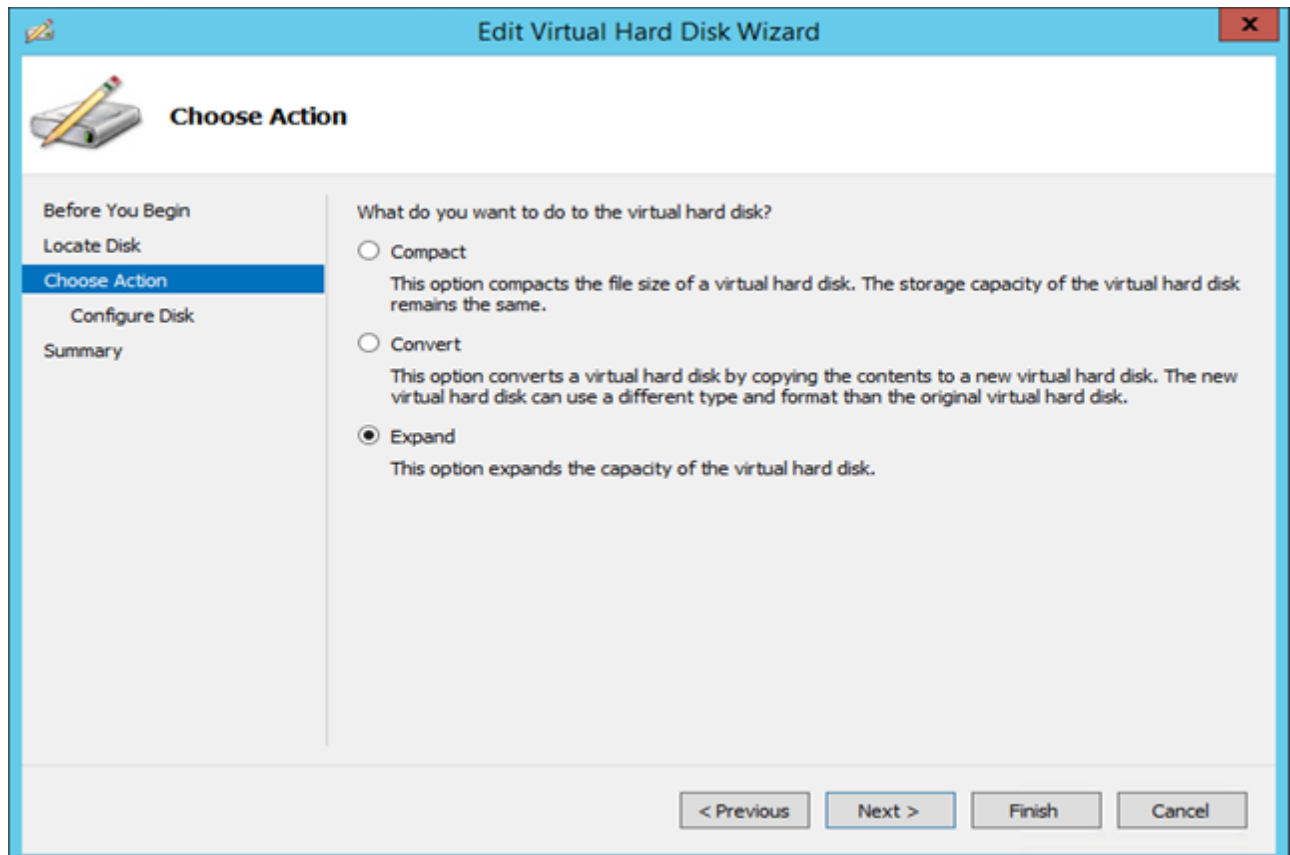 Edit Virtual Hard Disk Wizard
x
Choose Action
Before You Begin
Locate Disk
Choose Action
Configure Disk
Summary
What do you want to do to the virtual hard disk?
Compact
This option compacts the file size of a virtual hard disk. The storage capacity of the virtual hard disk
remains the same.
Convert
This option converts a virtual hard disk by copying the contents to a new virtual hard disk. The new
virtual hard disk can use a different type and format than the original virtual hard disk.
Expand
This option expands the capacity of the virtual hard disk.
< Previous
Next >
Finish
Cancel